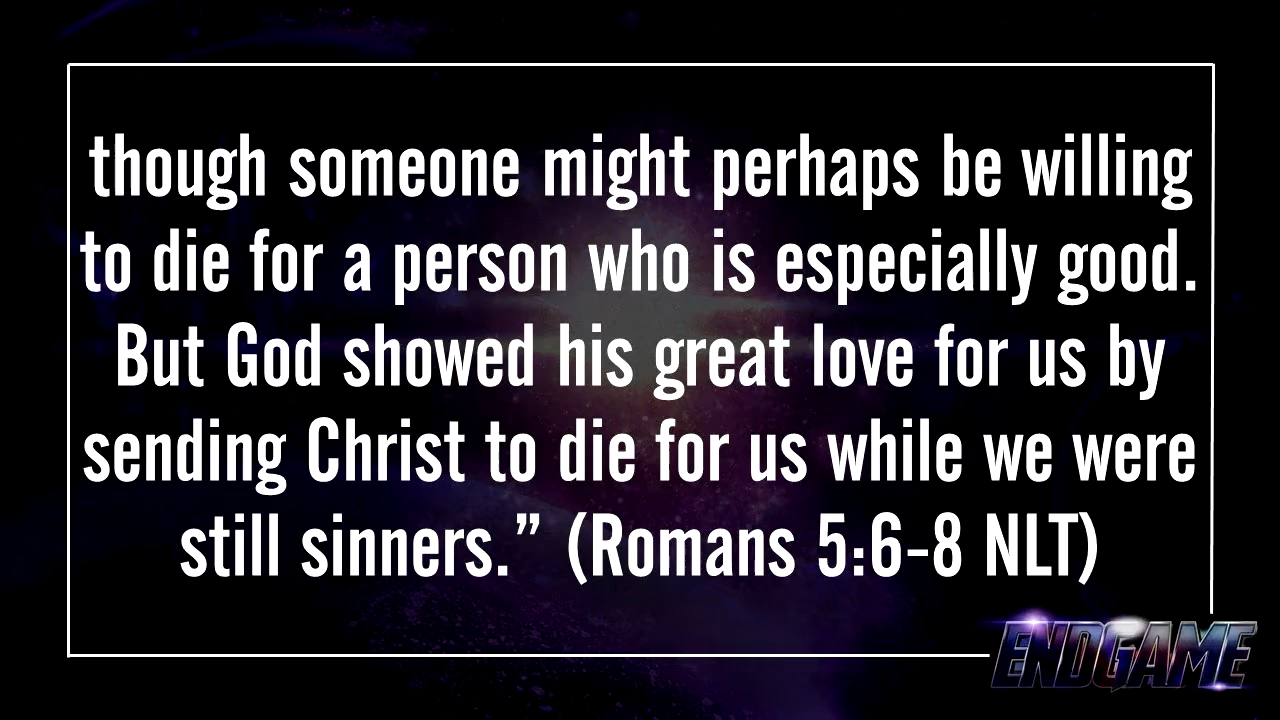 though someone might perhaps be willing
to die for a person who is especially good.
But God showed his great love for us by
sending Christ to die for us while we were
still sinners.” (Romans 5:6-8 NLT)
ENDGAME